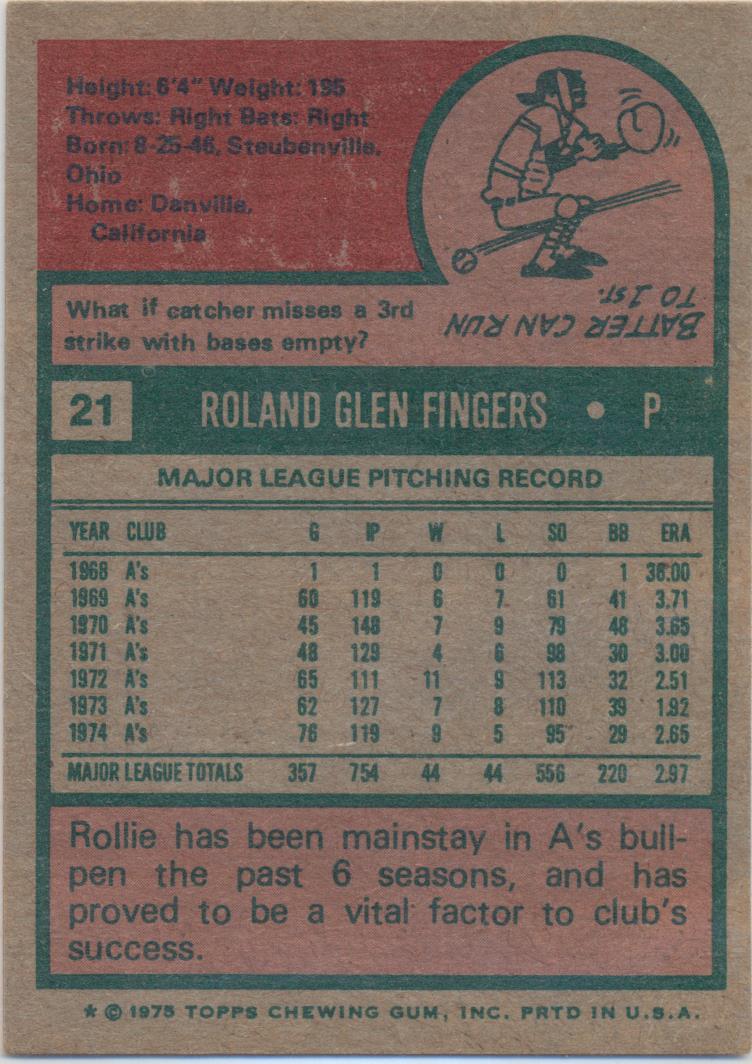 Height: 6'4" Weight: 195
Throws: Right Bats: Right
Born: 8-25-46, Steubenville,
Ohio
Home: Danville,
California
What if catcher misses a 3rd
strike with bases empty?
BATTER CAN RUN
TO 1ST.
21 ROLAND GLEN FINGERS • P
MAJOR LEAGUE PITCHING RECORD
YEAR CLUB G IP W L SO BB ERA
1968 A's 1 1 0 0 0 1 36.00
1969 A's 60 119 6 7 61 41 3.71
1970 A's 45 148 7 9 79 48 3.65
1971 A's 48 129 4 6 98 30 3.00
1972 A's 65 111 11 9 113 32 2.51
1973 A's 62 127 7 8 110 39 1.92
1974 A's 76 119 9 5 95 29 2.65
MAJOR LEAGUE TOTALS 357 754 44 44 556 220 2.97
Rollie has been mainstay in A's bull-
pen the past 6 seasons, and has
proved to be a vital factor to club's
success.
* © 1975 TOPPS CHEWING GUM, INC. PRTD IN U.S.A.